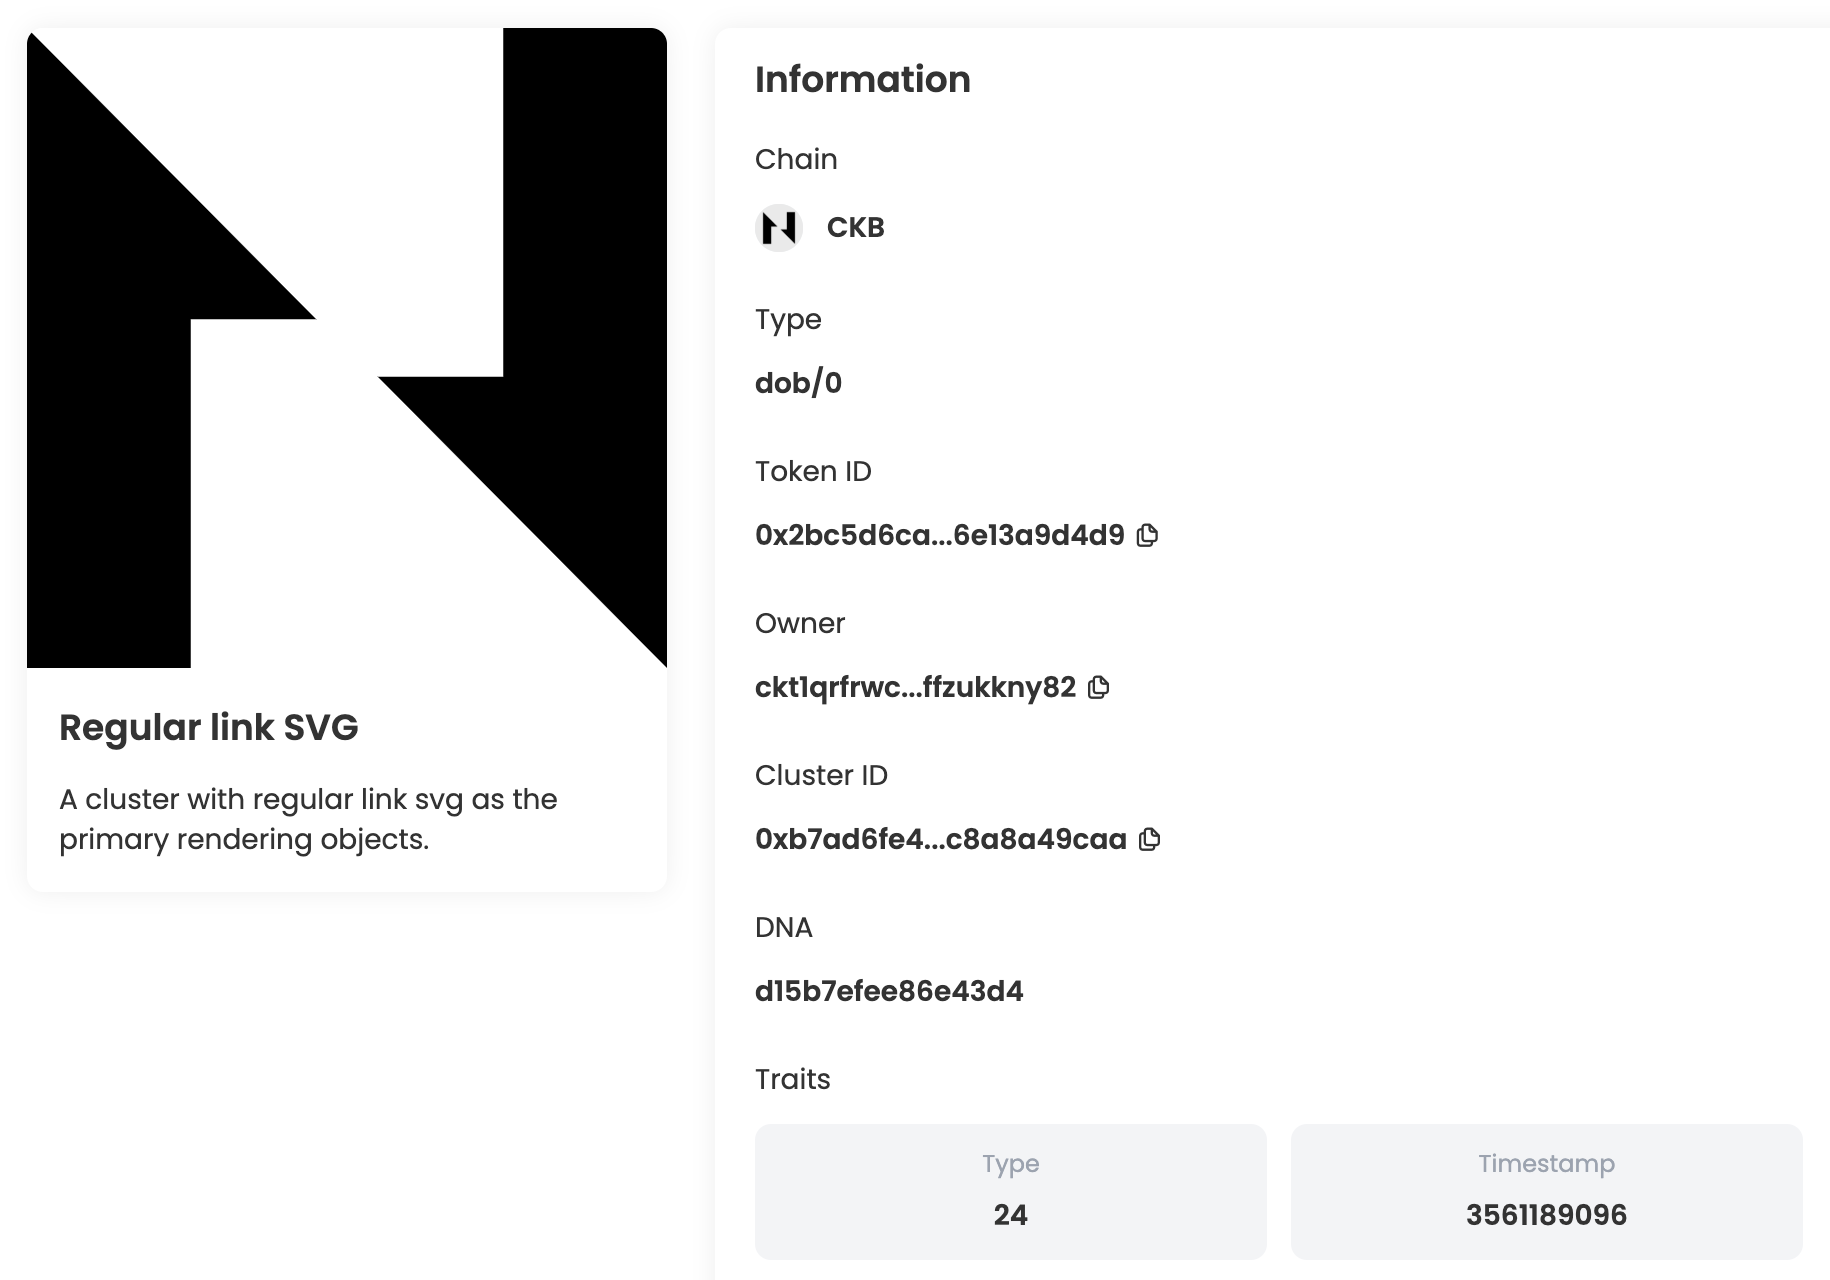 Regular link SVG
A cluster with regular link svg as the
primary rendering objects.
Information
Chain
CKB
Type
dob/0
Token ID
0x2bc5d6ca...6e13a9d4d9
Owner
ckt1qrfrwc...ffzukkny82
Cluster ID
0xb7ad6fe4...c8a8a49caa
DNA
d15b7efee86e43d4
Traits
Type
24
Timestamp
3561189096